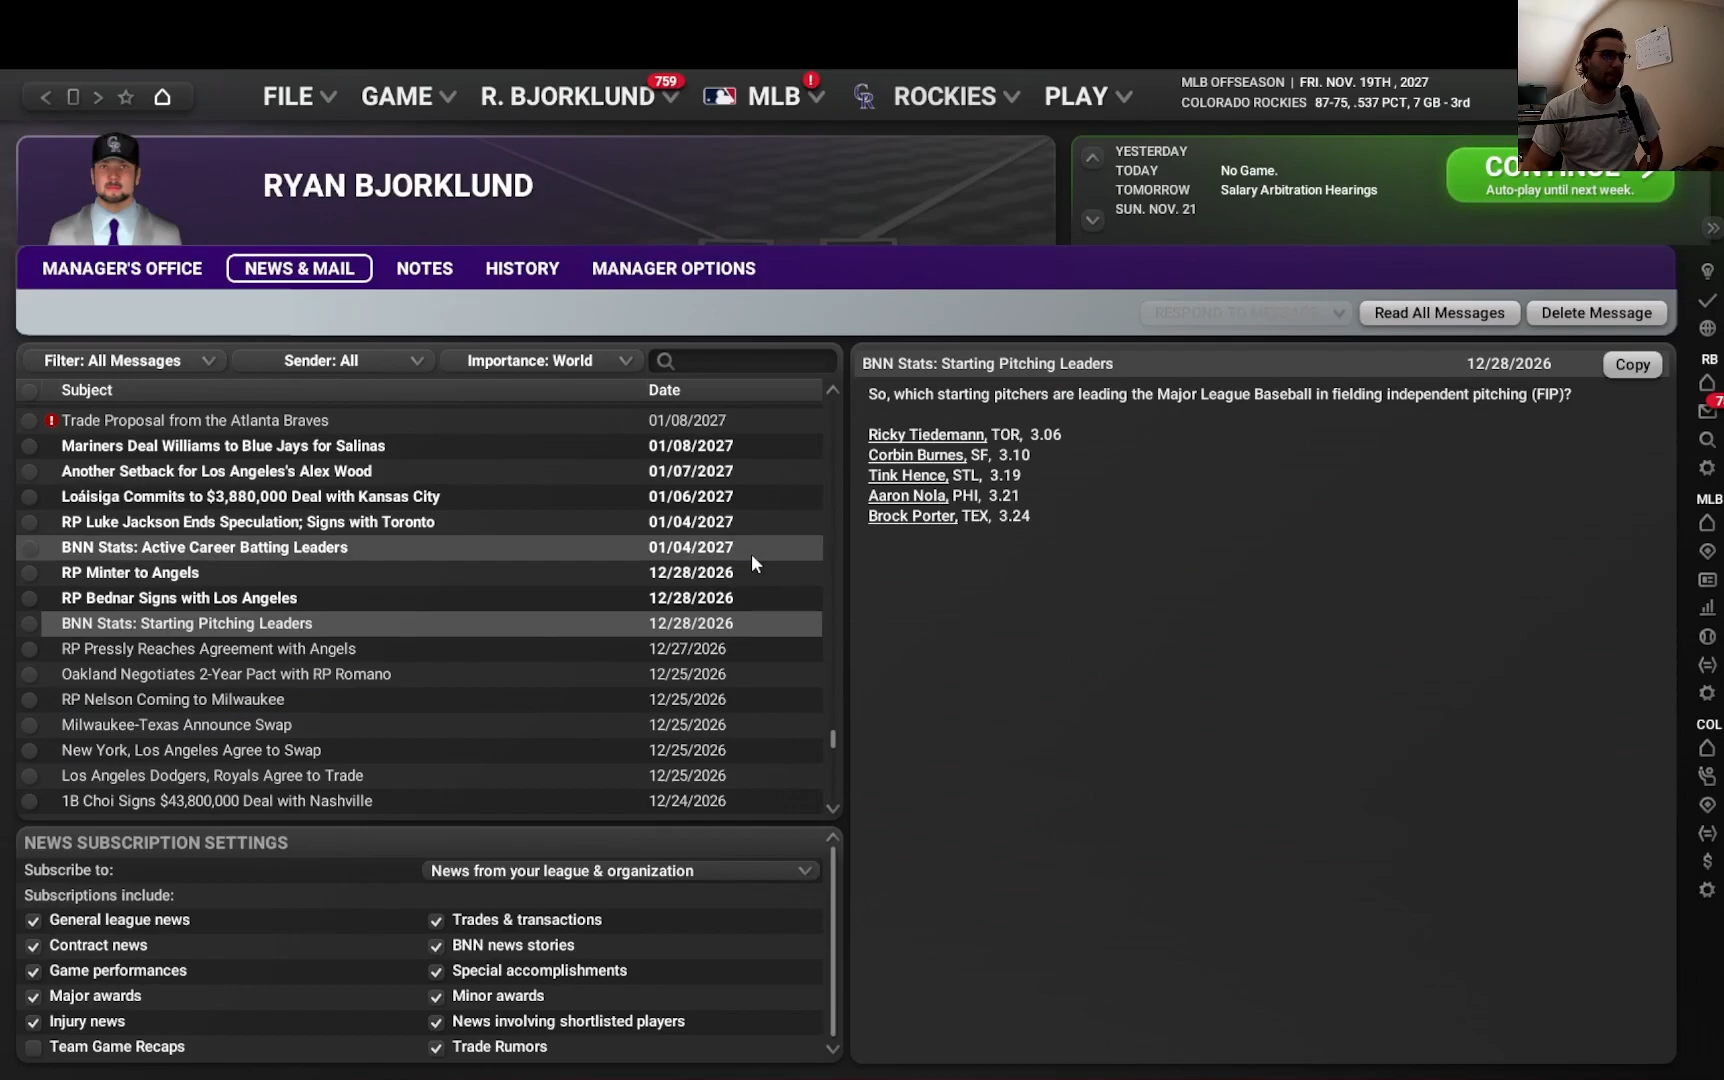 FILE
GAME
R. BJORKLUND
759
MLB
!
ROCKIES
PLAY
MLB OFFSEASON | FRI. NOV. 19TH , 2027
COLORADO ROCKIES 87-75, .537 PCT, 7 GB - 3rd
RYAN BJORKLUND
YESTERDAY
TODAY No Game.
TOMORROW Salary Arbitration Hearings
SUN. NOV. 21
CONTINUE
Auto-play until next week.
MANAGER'S OFFICE
NEWS & MAIL
NOTES
HISTORY
MANAGER OPTIONS
RESPOND TO MESSAGE
Read All Messages
Delete Message
Filter: All Messages
Sender: All
Importance: World
Subject Date
! Trade Proposal from the Atlanta Braves 01/08/2027
Mariners Deal Williams to Blue Jays for Salinas 01/08/2027
Another Setback for Los Angeles's Alex Wood 01/07/2027
Loáisiga Commits to $3,880,000 Deal with Kansas City 01/06/2027
RP Luke Jackson Ends Speculation; Signs with Toronto 01/04/2027
BNN Stats: Active Career Batting Leaders 01/04/2027
RP Minter to Angels 12/28/2026
RP Bednar Signs with Los Angeles 12/28/2026
BNN Stats: Starting Pitching Leaders 12/28/2026
RP Pressly Reaches Agreement with Angels 12/27/2026
Oakland Negotiates 2-Year Pact with RP Romano 12/25/2026
RP Nelson Coming to Milwaukee 12/25/2026
Milwaukee-Texas Announce Swap 12/25/2026
New York, Los Angeles Agree to Swap 12/25/2026
Los Angeles Dodgers, Royals Agree to Trade 12/25/2026
1B Choi Signs $43,800,000 Deal with Nashville 12/24/2026
NEWS SUBSCRIPTION SETTINGS
Subscribe to: News from your league & organization
Subscriptions include:
General league news Trades & transactions
Contract news BNN news stories
Game performances Special accomplishments
Major awards Minor awards
Injury news News involving shortlisted players
Team Game Recaps Trade Rumors
BNN Stats: Starting Pitching Leaders 12/28/2026
Copy
So, which starting pitchers are leading the Major League Baseball in fielding independent pitching (FIP)?
Ricky Tiedemann, TOR, 3.06
Corbin Burnes, SF, 3.10
Tink Hence, STL, 3.19
Aaron Nola, PHI, 3.21
Brock Porter, TEX, 3.24
RB
MLB
COL